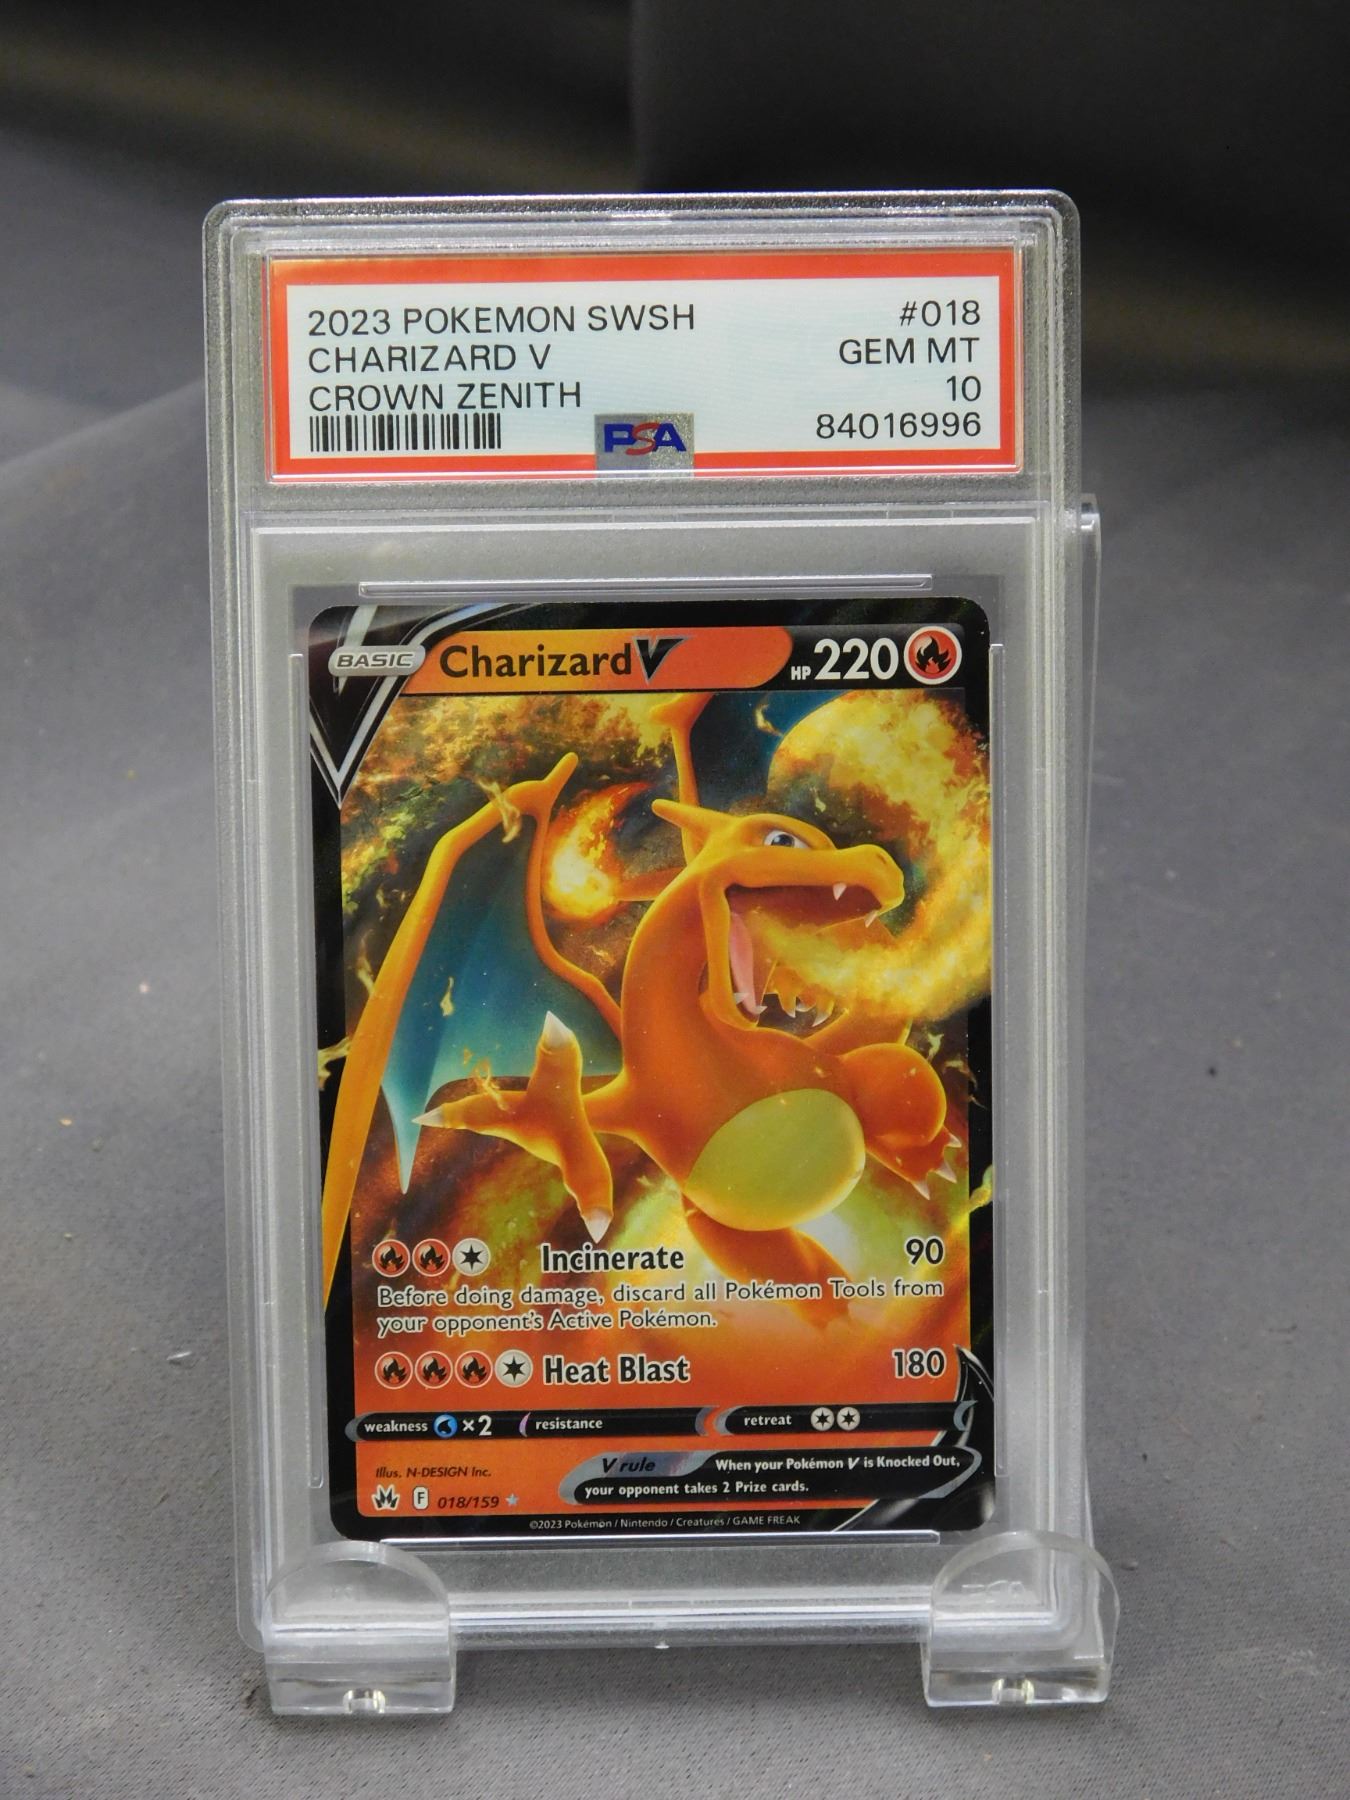 2023 POKEMON SWSH #018
CHARIZARD V GEM MT
CROWN ZENITH 10
PSA 84016996
BASIC Charizard V HP 220
Incinerate 90
Before doing damage, discard all Pokémon Tools from
your opponent's Active Pokémon.
Heat Blast 180
weakness ×2 resistance retreat
V rule When your Pokémon V is Knocked Out,
your opponent takes 2 Prize cards.
Illus. N-DESIGN Inc.
F 018/159
©2023 Pokémon / Nintendo / Creatures / GAME FREAK